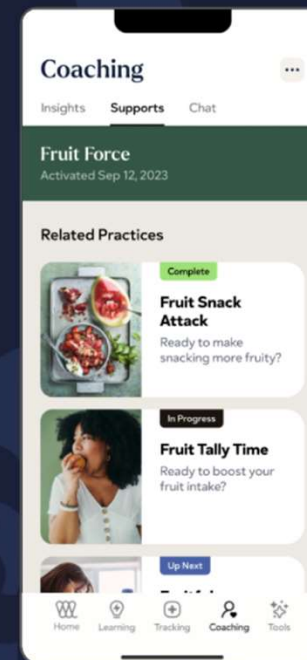 Coaching
Insights Supports Chat
Fruit Force
Activated Sep 12, 2023
Related Practices
Complete
Fruit Snack
Attack
Ready to make
snacking more fruity?
In Progress
Fruit Tally Time
Ready to boost your
fruit intake?
Up Next
Home Learning Tracking Coaching Tools